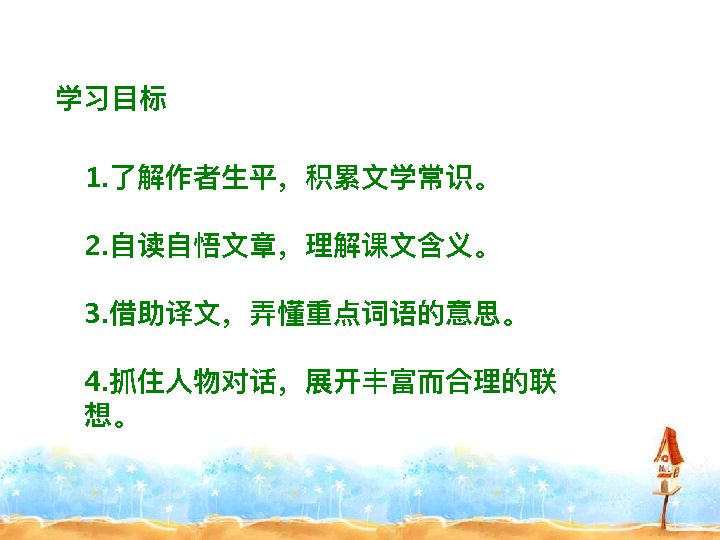 学习目标
1.了解作者生平，积累文学常识。
2.自读自悟文章，理解课文含义。
3.借助译文，弄懂重点词语的意思。
4.抓住人物对话，展开丰富而合理的联
想。